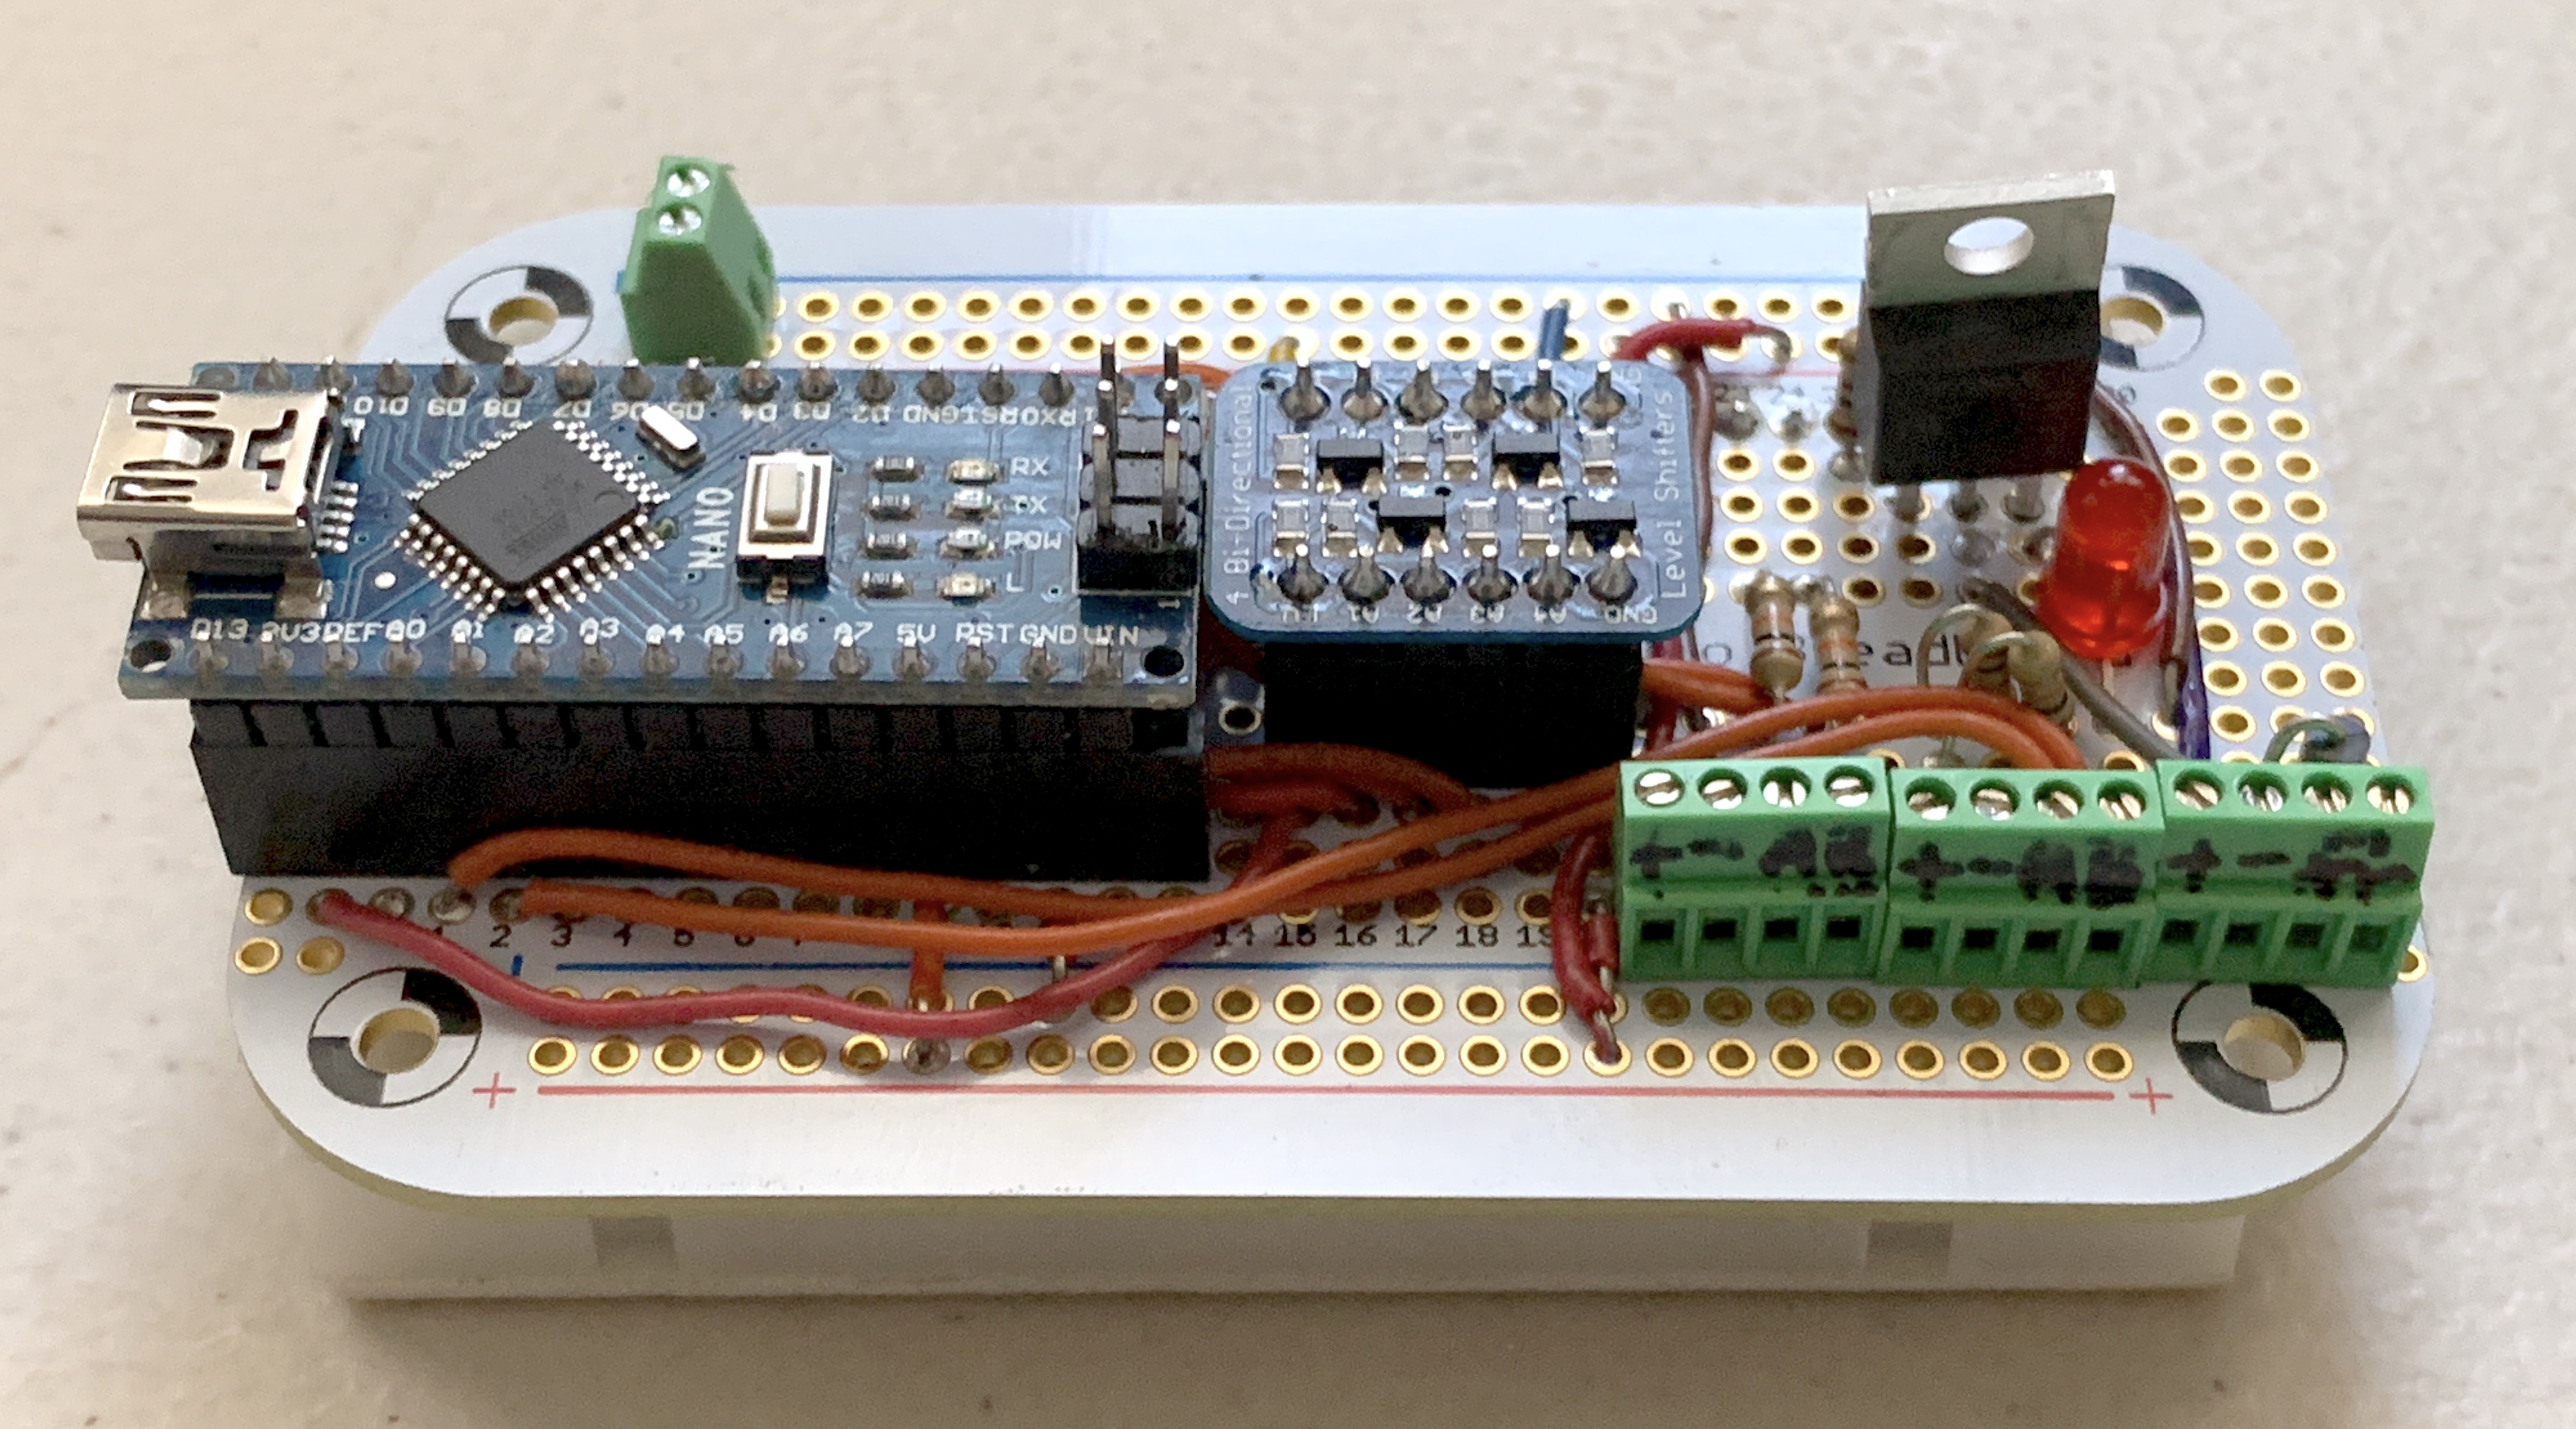 D10 D9 D8 D7 D6 D5 D4 D3 D2 GND RST RX0
NANO
RX
TX
POW
L
1
D13 3V3 REF A0 A1 A2 A3 A4 A5 A6 A7 5V RST GND VIN
4 Bi-Directional
Level Shifters
A1 A2 A3 A4 GND
+ -
+ -
+ -
2 3 4 5 6 14 15 16 17 18 19
+ +